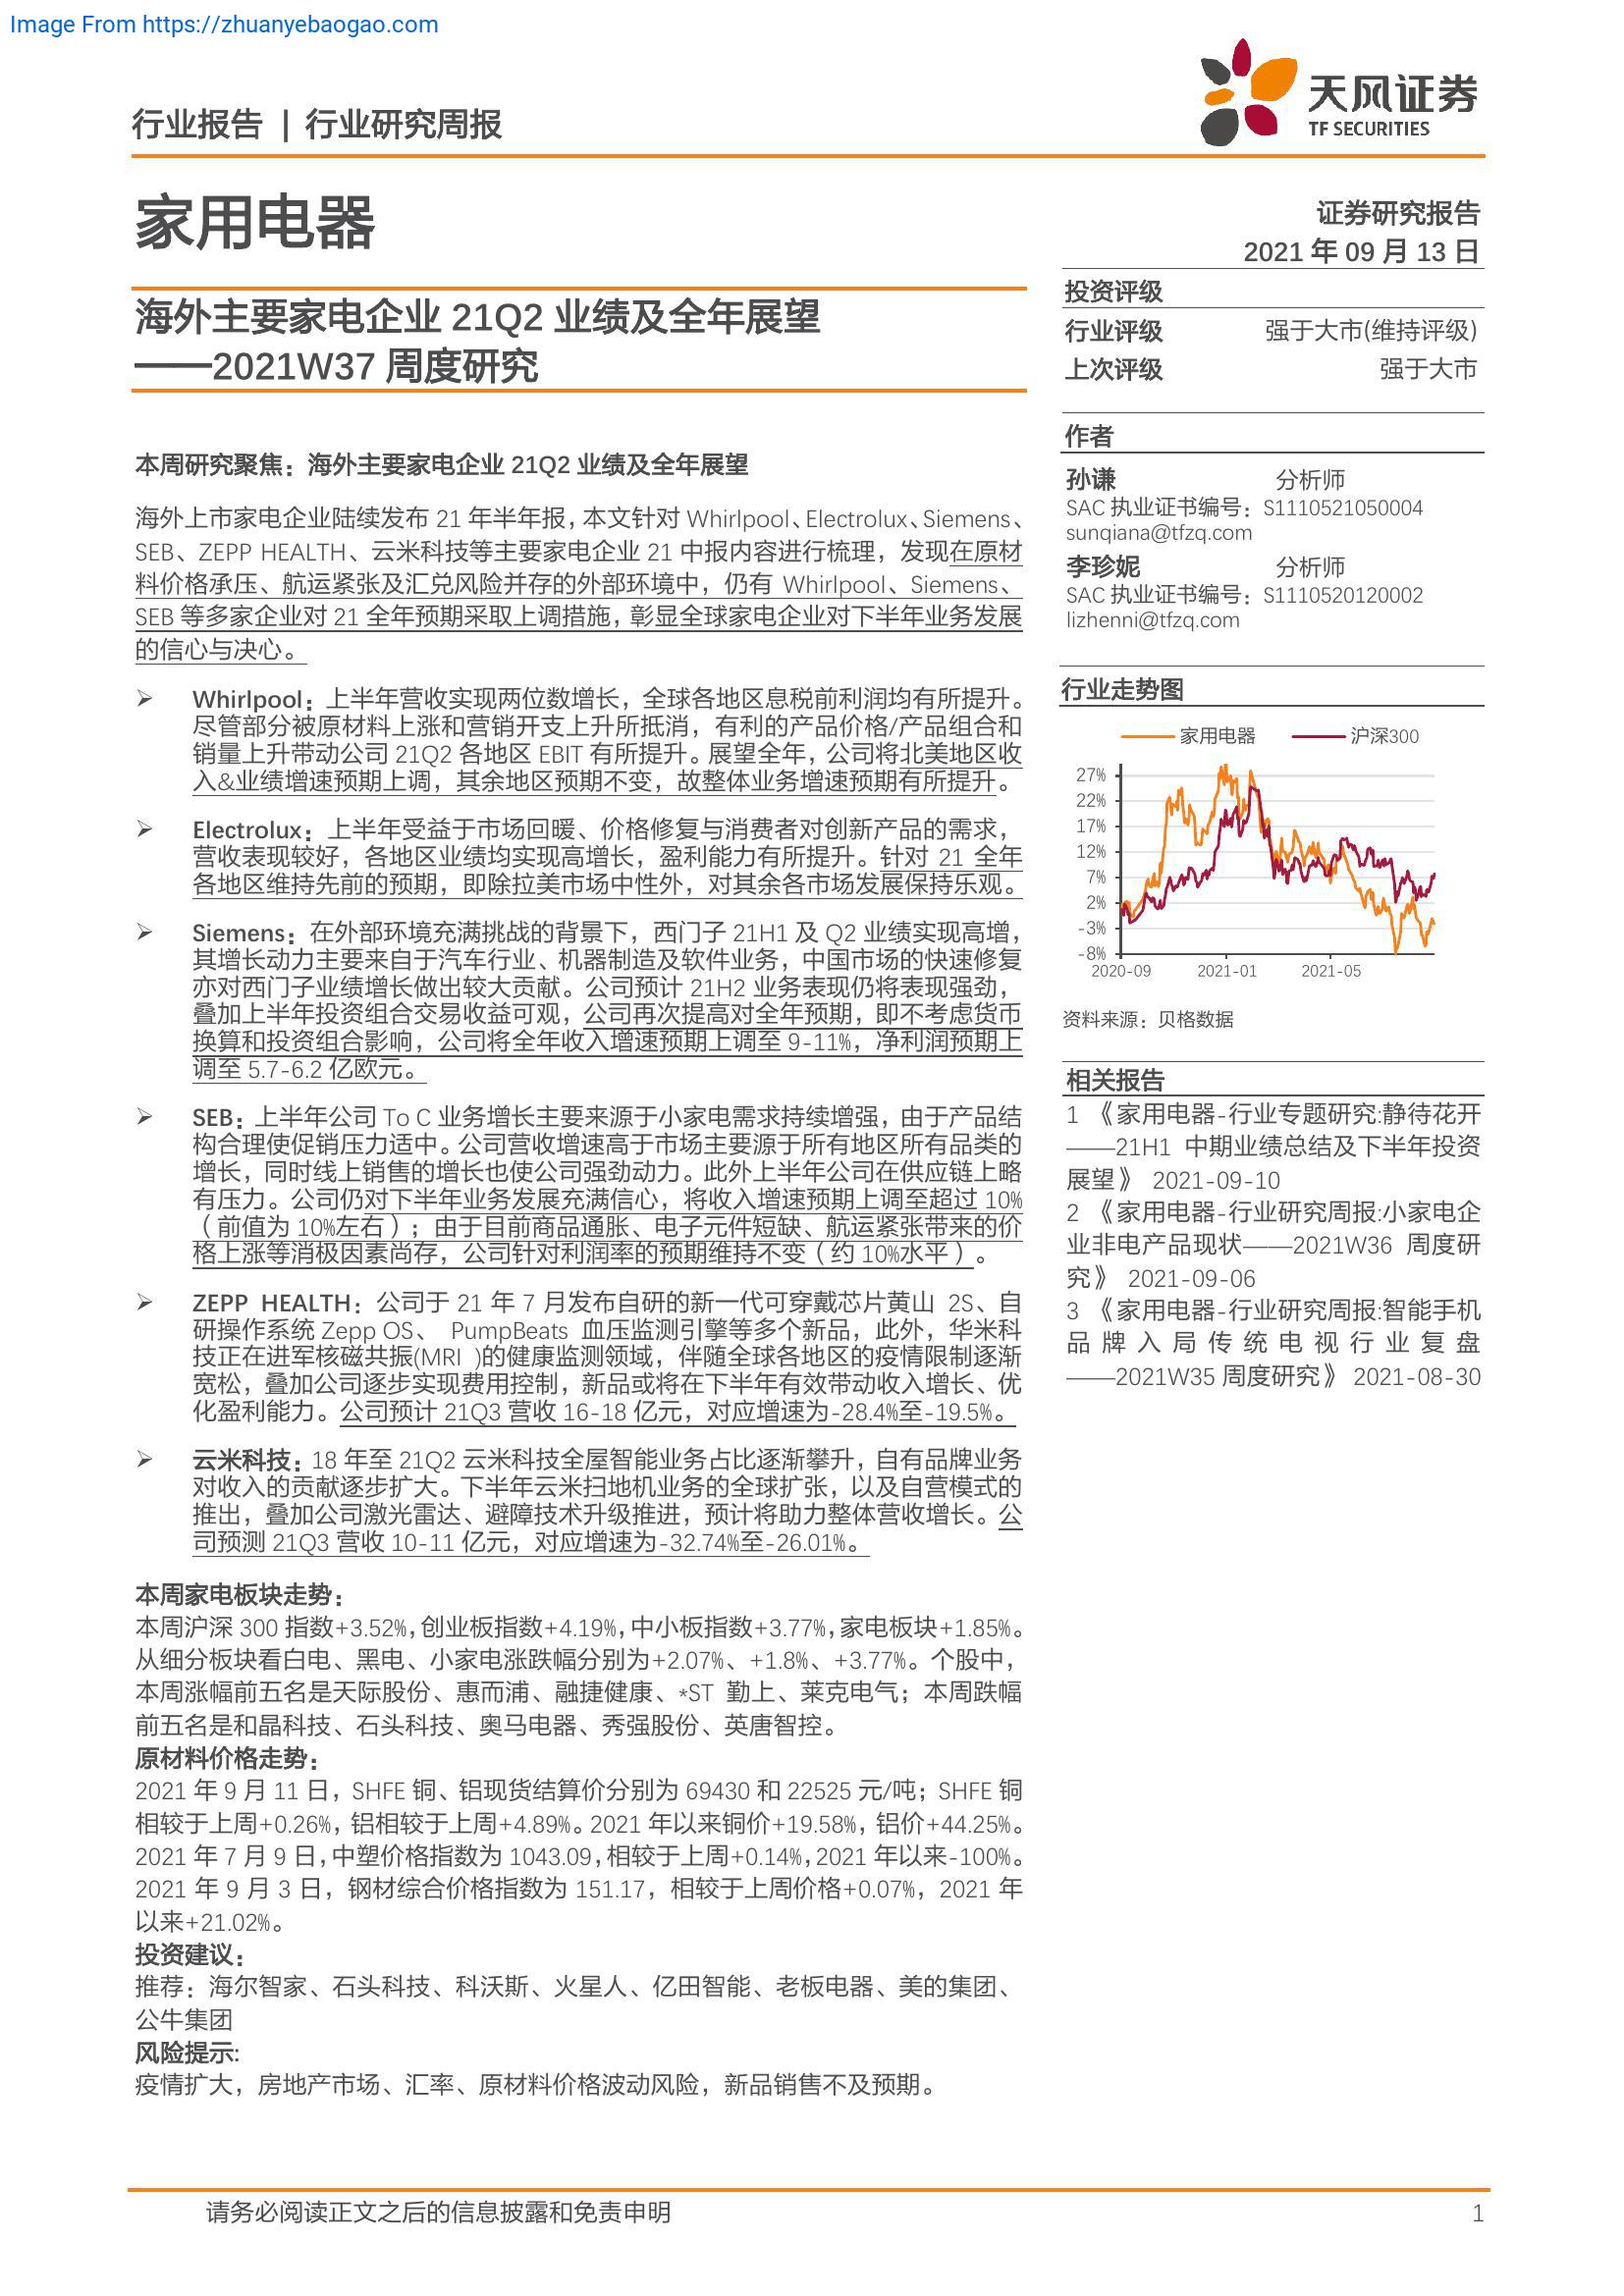 Image From https://zhuanyebaogao.com
行业报告 | 行业研究周报
天风证券
TF SECURITIES
家用电器
证券研究报告
2021 年 09 月 13 日
海外主要家电企业 21Q2 业绩及全年展望
——2021W37 周度研究
本周研究聚焦：海外主要家电企业 21Q2 业绩及全年展望
海外上市家电企业陆续发布 21 年半年报，本文针对 Whirlpool、Electrolux、Siemens、
SEB、ZEPP HEALTH、云米科技等主要家电企业 21 中报内容进行梳理，发现在原材
料价格承压、航运紧张及汇兑风险并存的外部环境中，仍有 Whirlpool、Siemens、
SEB 等多家企业对 21 全年预期采取上调措施，彰显全球家电企业对下半年业务发展
的信心与决心。
➢ Whirlpool：上半年营收实现两位数增长，全球各地区息税前利润均有所提升。
尽管部分被原材料上涨和营销开支上升所抵消，有利的产品价格/产品组合和
销量上升带动公司 21Q2 各地区 EBIT 有所提升。展望全年，公司将北美地区收
入&业绩增速预期上调，其余地区预期不变，故整体业务增速预期有所提升。
➢ Electrolux：上半年受益于市场回暖、价格修复与消费者对创新产品的需求，
营收表现较好，各地区业绩均实现高增长，盈利能力有所提升。针对 21 全年
各地区维持先前的预期，即除拉美市场中性外，对其余各市场发展保持乐观。
➢ Siemens：在外部环境充满挑战的背景下，西门子 21H1 及 Q2 业绩实现高增，
其增长动力主要来自于汽车行业、机器制造及软件业务，中国市场的快速修复
亦对西门子业绩增长做出较大贡献。公司预计 21H2 业务表现仍将表现强劲，
叠加上半年投资组合交易收益可观，公司再次提高对全年预期，即不考虑货币
换算和投资组合影响，公司将全年收入增速预期上调至 9-11%，净利润预期上
调至 5.7-6.2 亿欧元。
➢ SEB：上半年公司 To C 业务增长主要来源于小家电需求持续增强，由于产品结
构合理使促销压力适中。公司营收增速高于市场主要源于所有地区所有品类的
增长，同时线上销售的增长也使公司强劲动力。此外上半年公司在供应链上略
有压力。公司仍对下半年业务发展充满信心，将收入增速预期上调至超过 10%
（前值为 10%左右）；由于目前商品通胀、电子元件短缺、航运紧张带来的价
格上涨等消极因素尚存，公司针对利润率的预期维持不变（约 10%水平）。
➢ ZEPP HEALTH：公司于 21 年 7 月发布自研的新一代可穿戴芯片黄山 2S、自
研操作系统 Zepp OS、 PumpBeats 血压监测引擎等多个新品，此外，华米科
技正在进军核磁共振(MRI )的健康监测领域，伴随全球各地区的疫情限制逐渐
宽松，叠加公司逐步实现费用控制，新品或将在下半年有效带动收入增长、优
化盈利能力。公司预计 21Q3 营收 16-18 亿元，对应增速为-28.4%至-19.5%。
➢ 云米科技：18 年至 21Q2 云米科技全屋智能业务占比逐渐攀升，自有品牌业务
对收入的贡献逐步扩大。下半年云米扫地机业务的全球扩张，以及自营模式的
推出，叠加公司激光雷达、避障技术升级推进，预计将助力整体营收增长。公
司预测 21Q3 营收 10-11 亿元，对应增速为-32.74%至-26.01%。
本周家电板块走势：
本周沪深 300 指数+3.52%，创业板指数+4.19%，中小板指数+3.77%，家电板块+1.85%。
从细分板块看白电、黑电、小家电涨跌幅分别为+2.07%、+1.8%、+3.77%。个股中，
本周涨幅前五名是天际股份、惠而浦、融捷健康、*ST 勤上、莱克电气；本周跌幅
前五名是和晶科技、石头科技、奥马电器、秀强股份、英唐智控。
原材料价格走势：
2021 年 9 月 11 日，SHFE 铜、铝现货结算价分别为 69430 和 22525 元/吨；SHFE 铜
相较于上周+0.26%，铝相较于上周+4.89%。2021 年以来铜价+19.58%，铝价+44.25%。
2021 年 7 月 9 日，中塑价格指数为 1043.09，相较于上周+0.14%，2021 年以来-100%。
2021 年 9 月 3 日，钢材综合价格指数为 151.17，相较于上周价格+0.07%，2021 年
以来+21.02%。
投资建议：
推荐：海尔智家、石头科技、科沃斯、火星人、亿田智能、老板电器、美的集团、
公牛集团
风险提示:
疫情扩大，房地产市场、汇率、原材料价格波动风险，新品销售不及预期。
投资评级
行业评级 强于大市(维持评级)
上次评级 强于大市
作者
孙谦 分析师
SAC 执业证书编号：S1110521050004
sunqiana@tfzq.com
李珍妮 分析师
SAC 执业证书编号：S1110520120002
lizhenni@tfzq.com
行业走势图
家用电器 沪深300
27%
22%
17%
12%
7%
2%
-3%
-8%
2020-09 2021-01 2021-05
资料来源：贝格数据
相关报告
1 《家用电器-行业专题研究:静待花开
——21H1 中期业绩总结及下半年投资
展望》 2021-09-10
2 《家用电器-行业研究周报:小家电企
业非电产品现状——2021W36 周度研
究》 2021-09-06
3 《家用电器-行业研究周报:智能手机
品牌入局传统电视行业复盘
——2021W35 周度研究》 2021-08-30
请务必阅读正文之后的信息披露和免责申明 1